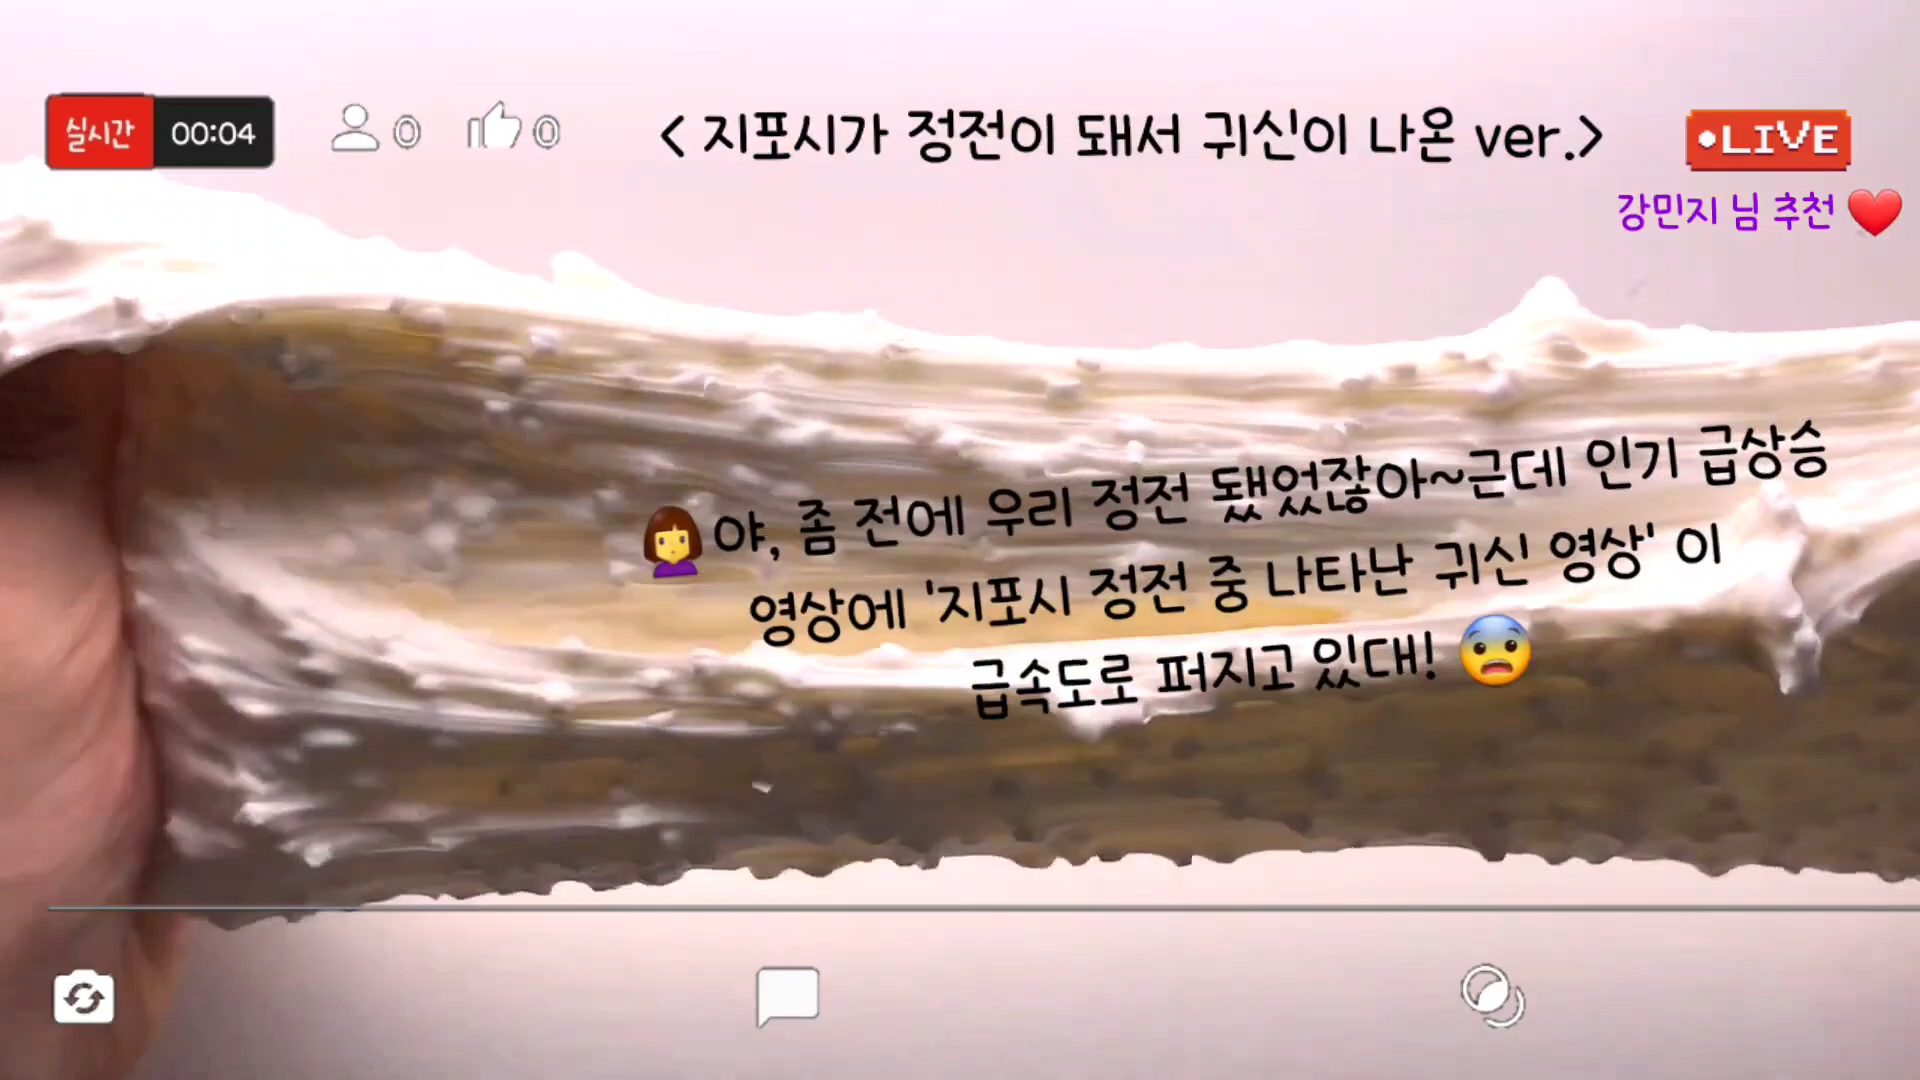 실시간 00:04 0 0 < 지포시가 정전이 돼서 귀신이 나온 ver.> •LIVE
강민지 님 추천 ❤️
🙍‍♀️야, 좀 전에 우리 정전 됐었잖아~근데 인기 급상승
영상에 '지포시 정전 중 나타난 귀신 영상' 이
급속도로 퍼지고 있대! 😨